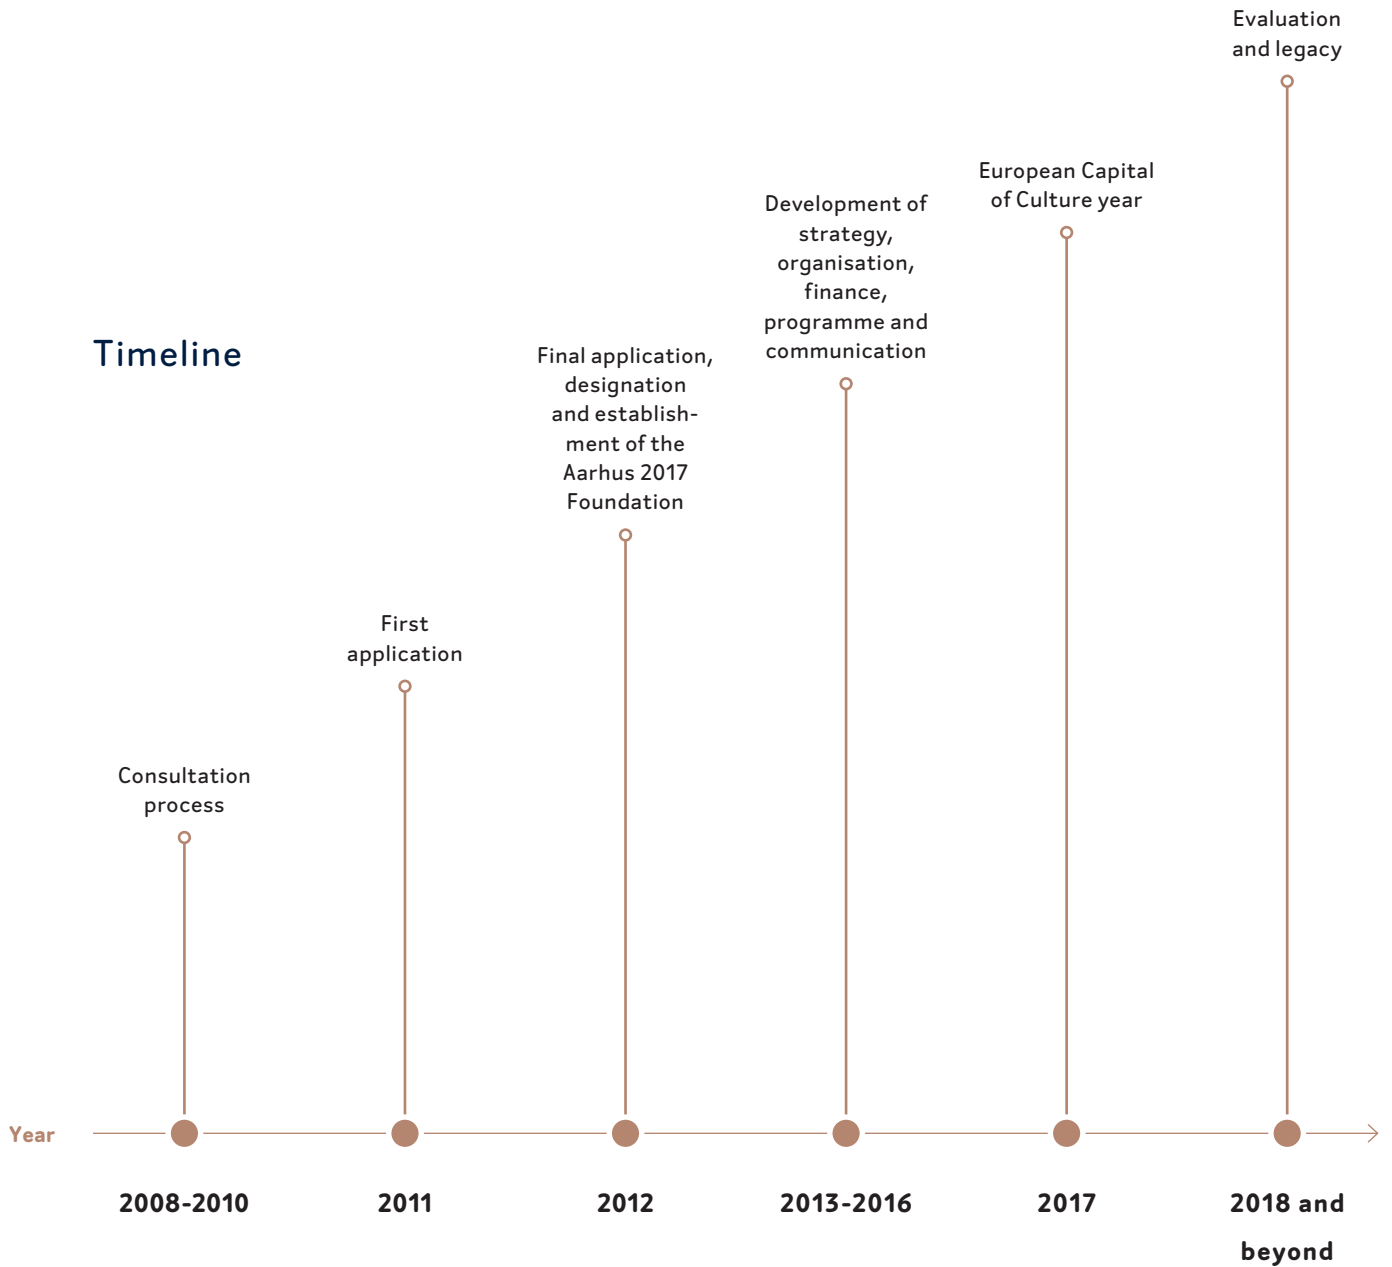 Timeline
Consultation
process
First
application
Final application,
designation
and establish-
ment of the
Aarhus 2017
Foundation
Development of
strategy,
organisation,
finance,
programme and
communication
European Capital
of Culture year
Evaluation
and legacy
Year
2008-2010
2011
2012
2013-2016
2017
2018 and
beyond